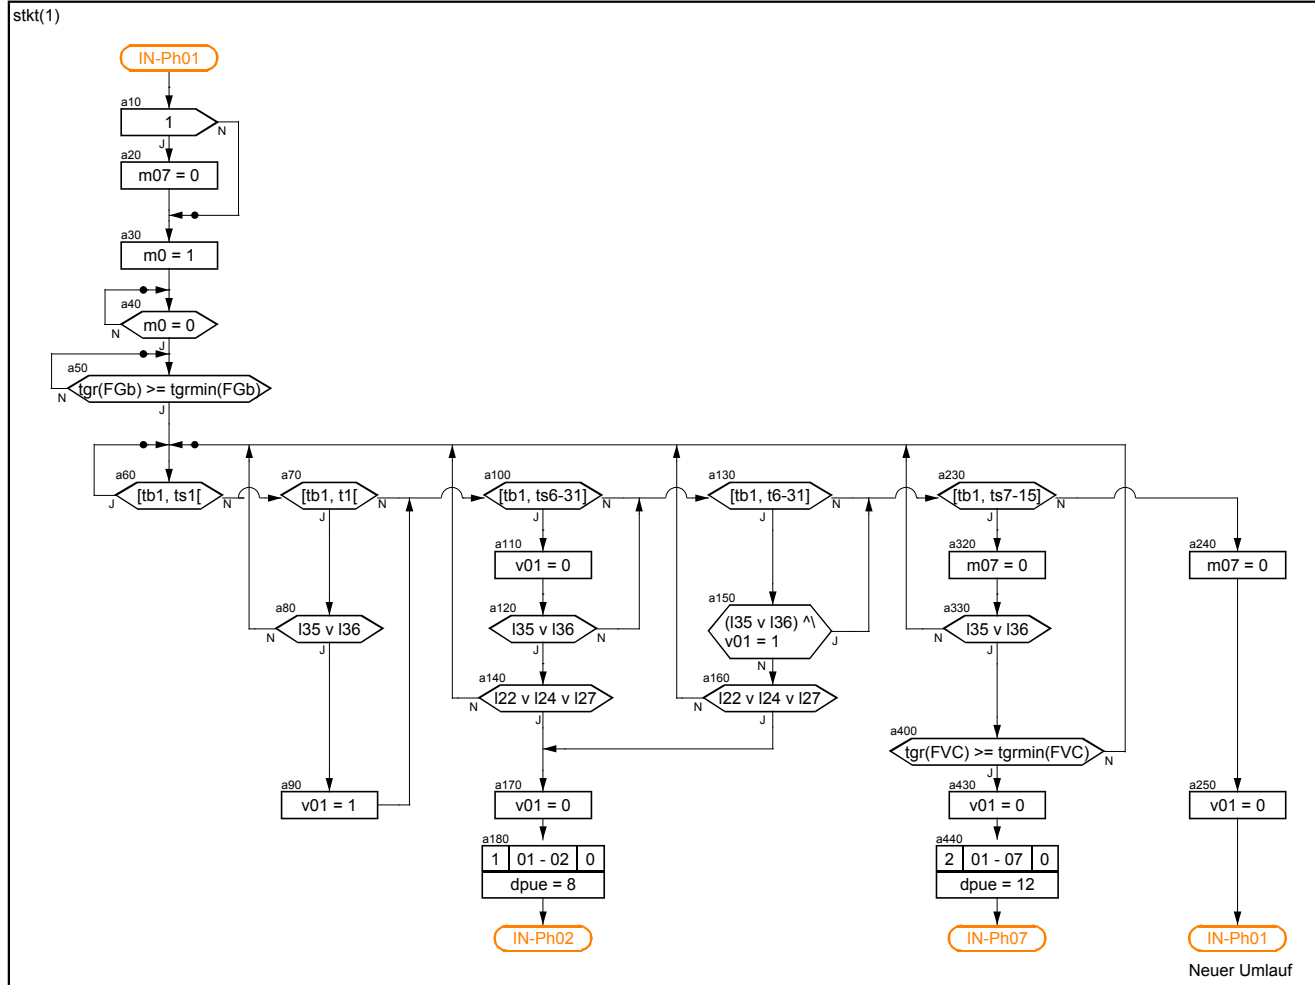 stkt(1)
IN-Ph01
a10
1
N
J
a20
m07 = 0
a30
m0 = 1
a40
m0 = 0
N
J
a50
tgr(FGb) >= tgrmin(FGb)
N
J
a60
[tb1, ts1[
J
N
a70
[tb1, t1[
N
J
a100
[tb1, ts6-31]
N
J
a130
[tb1, t6-31]
N
J
a230
[tb1, ts7-15]
N
J
a110
v01 = 0
a320
m07 = 0
a240
m07 = 0
a80
I35 v I36
N
J
a120
I35 v I36
N
J
a150
(I35 v I36) ^\
v01 = 1
J
N
a330
I35 v I36
N
J
a140
I22 v I24 v I27
N
J
a160
I22 v I24 v I27
N
J
a400
tgr(FVC) >= tgrmin(FVC)
N
J
a90
v01 = 1
a170
v01 = 0
a430
v01 = 0
a250
v01 = 0
a180
1 01 - 02 0
dpue = 8
a440
2 01 - 07 0
dpue = 12
IN-Ph02
IN-Ph07
IN-Ph01
Neuer Umlauf